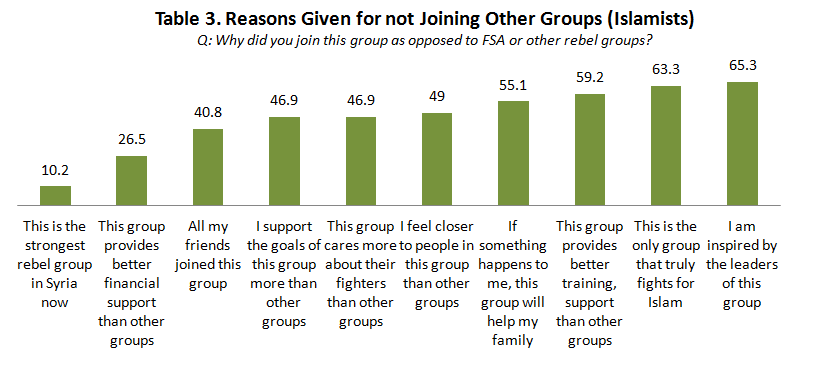 Table 3. Reasons Given for not Joining Other Groups (Islamists)
Q: Why did you join this group as opposed to FSA or other rebel groups?
10.2
26.5
40.8
46.9
46.9
49
55.1
59.2
63.3
65.3
This is the
strongest
rebel group
in Syria
now
This group
provides
better
financial
support
than other
groups
All my
friends
joined this
group
I support
the goals of
this group
more than
other
groups
This group
cares more
about their
fighters
than other
groups
I feel closer
to people in
this group
than other
groups
If
something
happens to
me, this
group will
help my
family
This group
provides
better
training,
support
than other
groups
This is the
only group
that truly
fights for
Islam
I am
inspired by
the leaders
of this
group